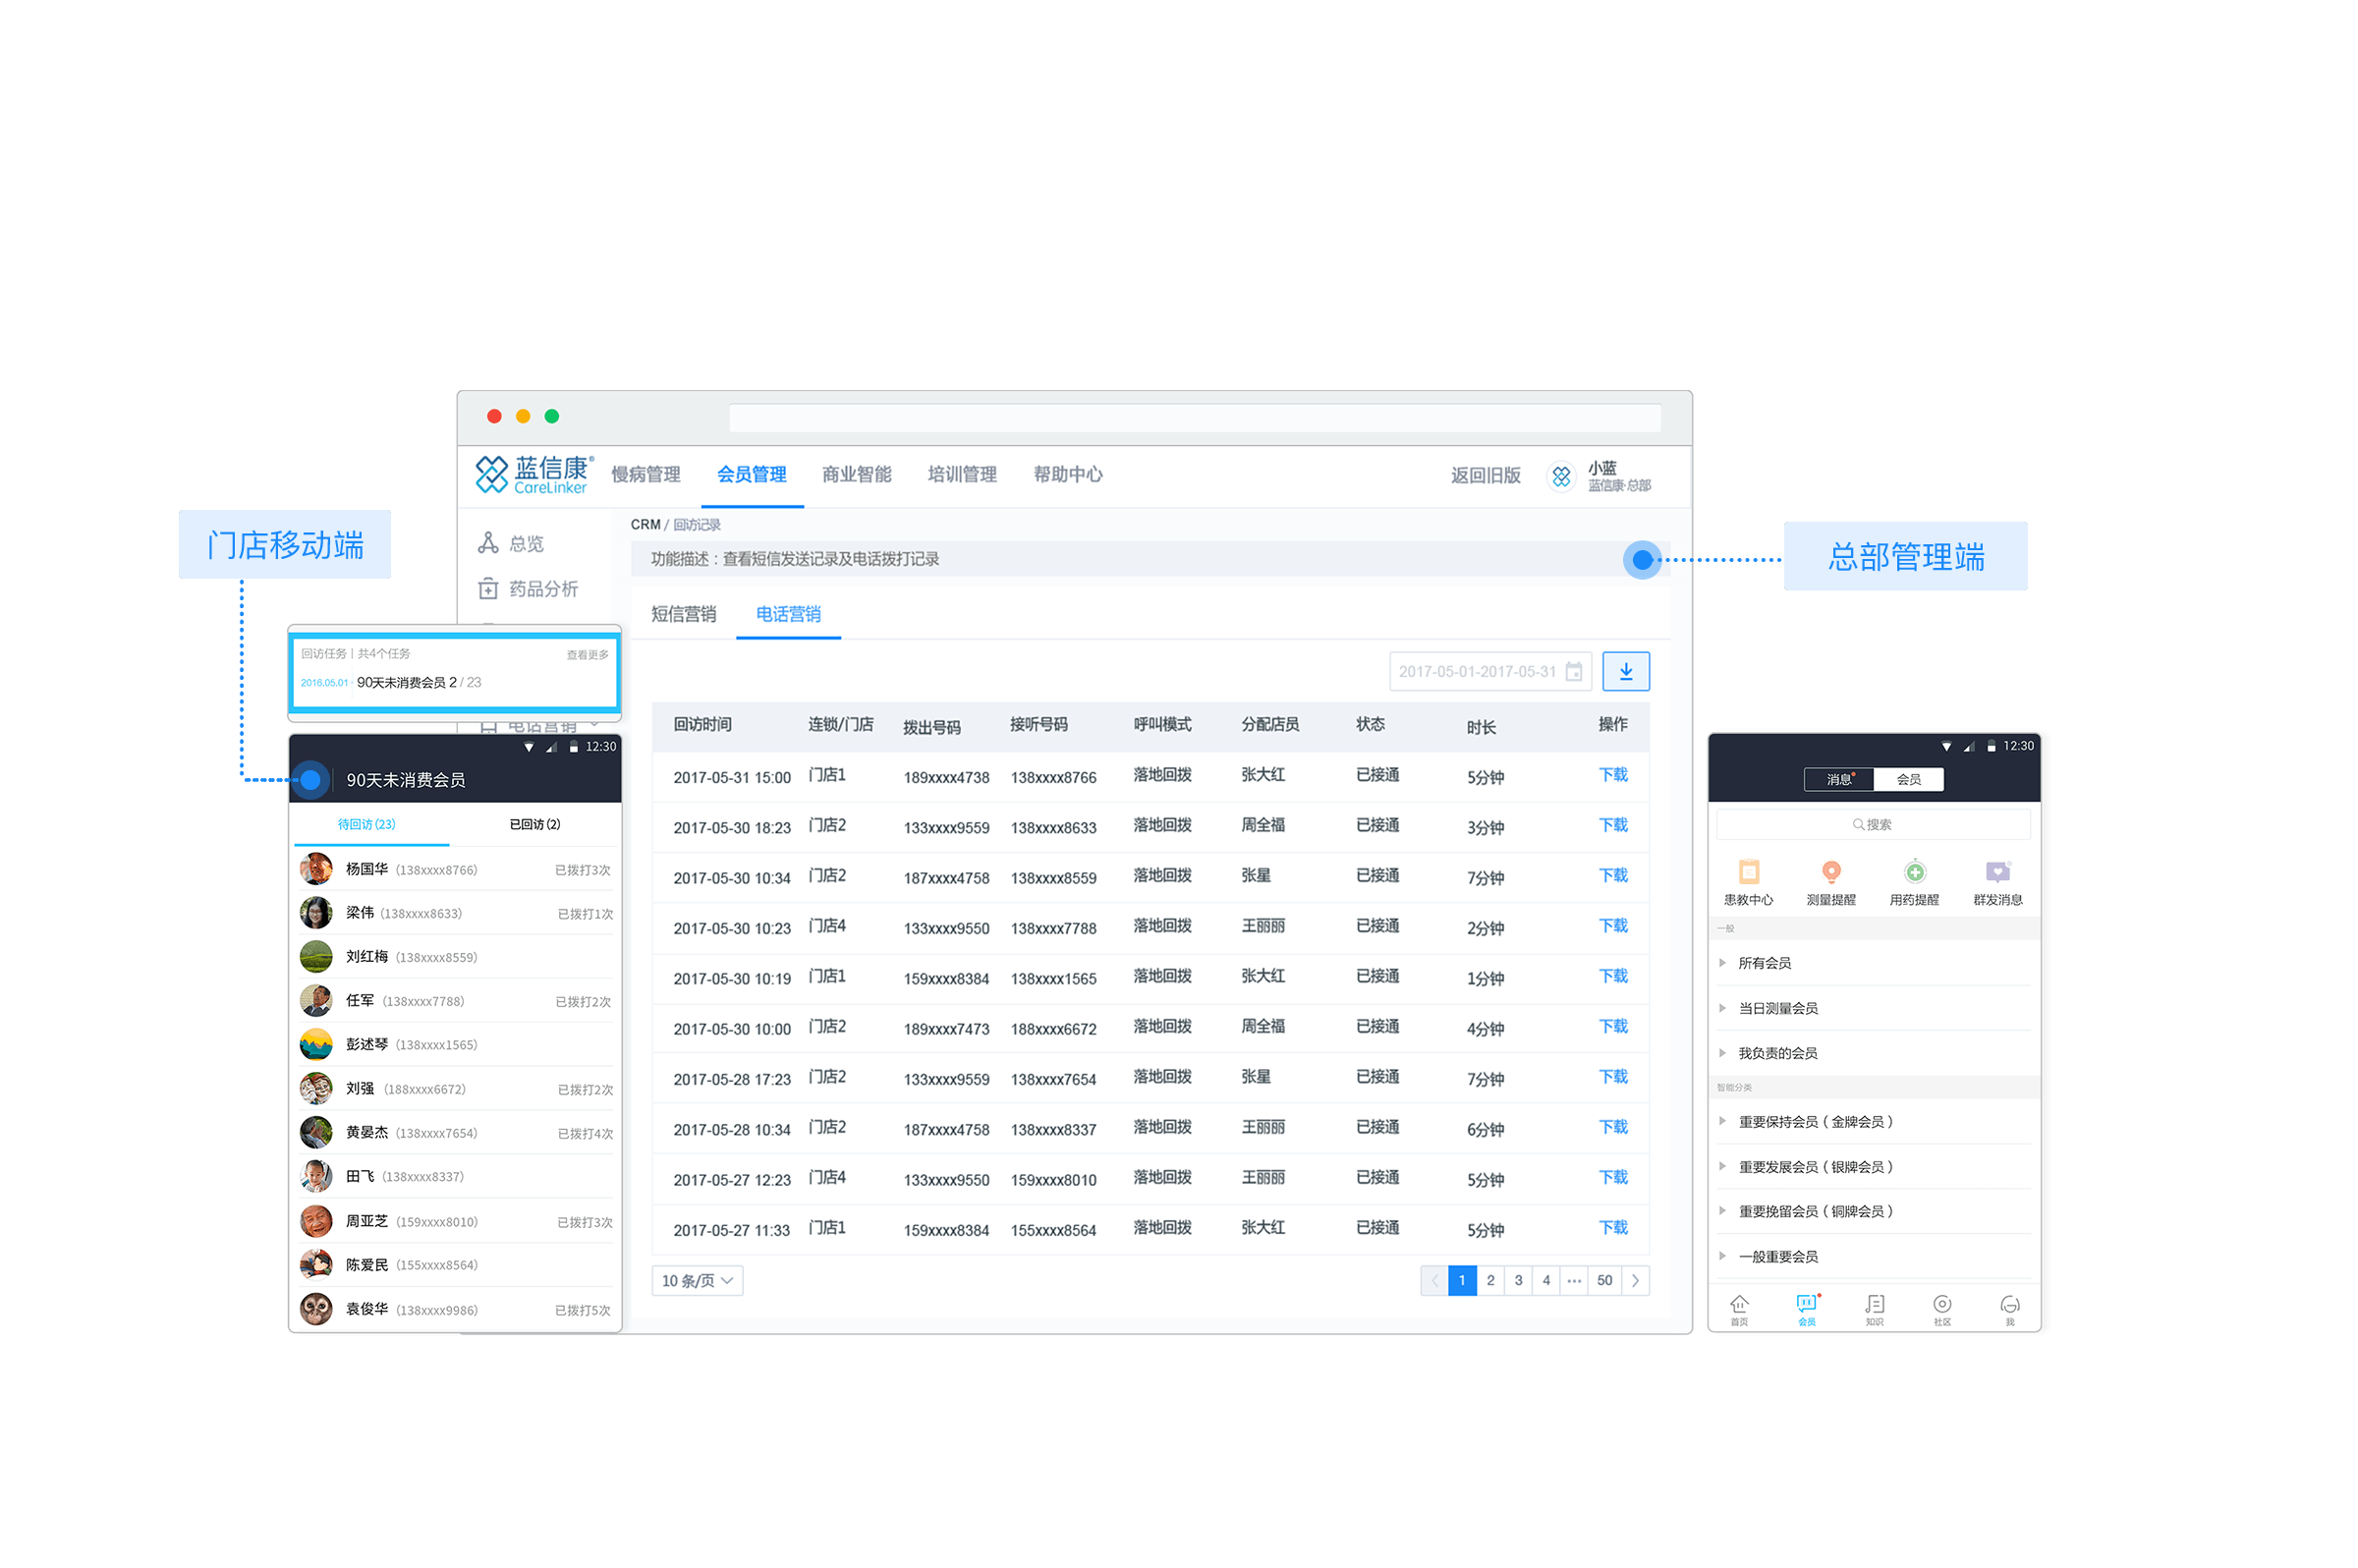 蓝信康®
CareLinker
慢病管理 会员管理 商业智能 培训管理 帮助中心
返回旧版
小蓝
蓝信康·总部
门店移动端
总部管理端
总览
药品分析
电话营销
CRM / 回访记录
功能描述：查看短信发送记录及电话拨打记录
短信营销 电话营销
2017-05-01-2017-05-31
回访时间 连锁/门店 拨出号码 接听号码 呼叫模式 分配店员 状态 时长 操作
2017-05-31 15:00 门店1 189xxxx4738 138xxxx8766 落地回拨 张大红 已接通 5分钟 下载
2017-05-30 18:23 门店2 133xxxx9559 138xxxx8633 落地回拨 周全福 已接通 3分钟 下载
2017-05-30 10:34 门店2 187xxxx4758 138xxxx8559 落地回拨 张星 已接通 7分钟 下载
2017-05-30 10:23 门店4 133xxxx9550 138xxxx7788 落地回拨 王丽丽 已接通 2分钟 下载
2017-05-30 10:19 门店1 159xxxx8384 138xxxx1565 落地回拨 张大红 已接通 1分钟 下载
2017-05-30 10:00 门店2 189xxxx7473 188xxxx6672 落地回拨 周全福 已接通 4分钟 下载
2017-05-28 17:23 门店2 133xxxx9559 138xxxx7654 落地回拨 张星 已接通 7分钟 下载
2017-05-28 10:34 门店2 187xxxx4758 138xxxx8337 落地回拨 王丽丽 已接通 6分钟 下载
2017-05-27 12:23 门店4 133xxxx9550 159xxxx8010 落地回拨 王丽丽 已接通 5分钟 下载
2017-05-27 11:33 门店1 159xxxx8384 155xxxx8564 落地回拨 张大红 已接通 5分钟 下载
10 条/页
1 2 3 4 ··· 50
回访任务 | 共4个任务 查看更多
2016.05.01 90天未消费会员 2 / 23
12:30
90天未消费会员
待回访 (23) 已回访 (2)
杨国华 (138xxxx8766) 已拨打3次
梁伟 (138xxxx8633) 已拨打1次
刘红梅 (138xxxx8559)
任军 (138xxxx7788) 已拨打2次
彭述琴 (138xxxx1565)
刘强 (188xxxx6672) 已拨打2次
黄晏杰 (138xxxx7654) 已拨打4次
田飞 (138xxxx8337)
周亚芝 (159xxxx8010) 已拨打3次
陈爱民 (155xxxx8564)
袁俊华 (138xxxx9986) 已拨打5次
12:30
消息 会员
搜索
患教中心 测量提醒 用药提醒 群发消息
一般
所有会员
当日测量会员
我负责的会员
智能分类
重要保持会员（金牌会员）
重要发展会员（银牌会员）
重要挽留会员（铜牌会员）
一般重要会员
首页 会员 知识 社区 我